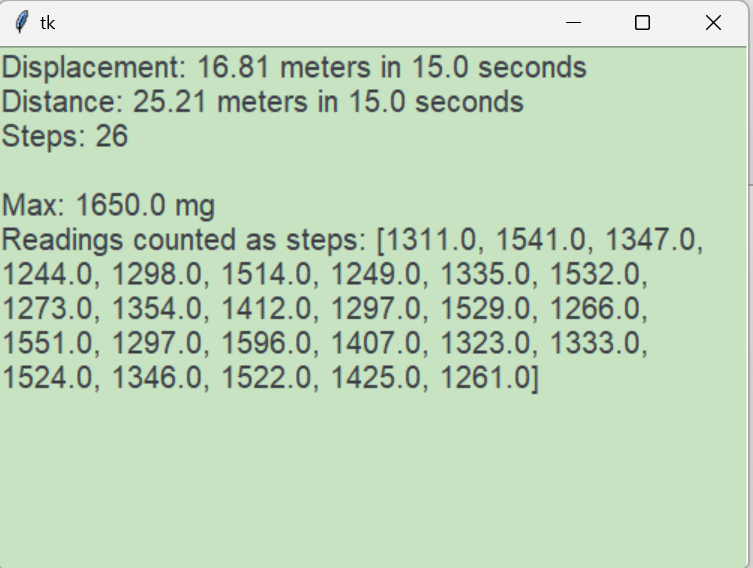 tk
Displacement: 16.81 meters in 15.0 seconds
Distance: 25.21 meters in 15.0 seconds
Steps: 26
Max: 1650.0 mg
Readings counted as steps: [1311.0, 1541.0, 1347.0,
1244.0, 1298.0, 1514.0, 1249.0, 1335.0, 1532.0,
1273.0, 1354.0, 1412.0, 1297.0, 1529.0, 1266.0,
1551.0, 1297.0, 1596.0, 1407.0, 1323.0, 1333.0,
1524.0, 1346.0, 1522.0, 1425.0, 1261.0]